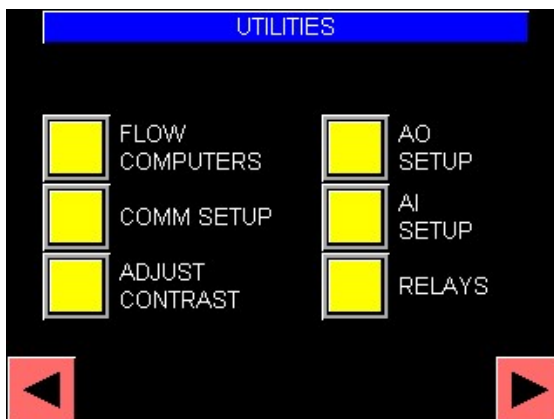 UTILITIES
FLOW
COMPUTERS
AO
SETUP
COMM SETUP
AI
SETUP
ADJUST
CONTRAST
RELAYS